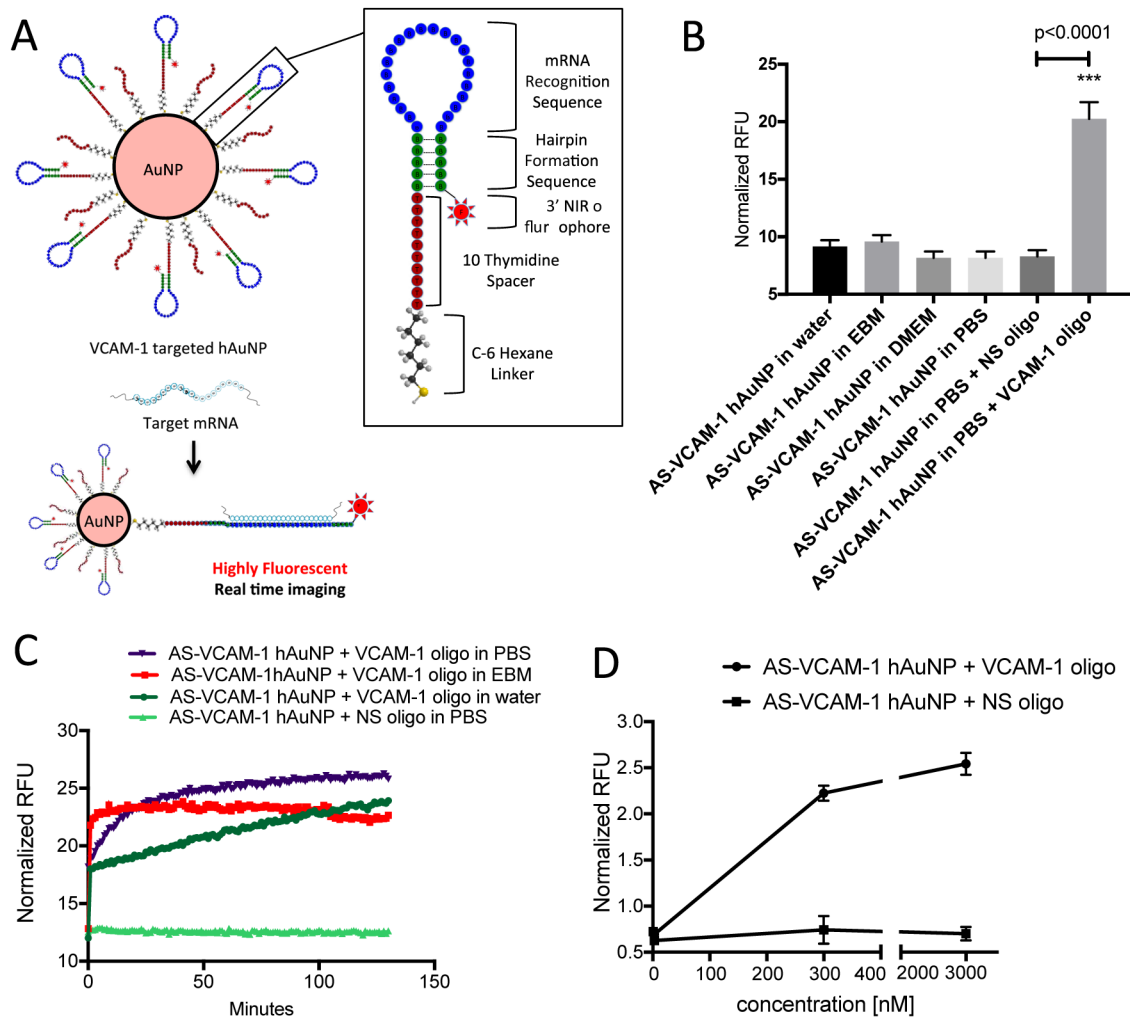 A
AuNP
VCAM-1 targeted hAuNP
Target mRNA
AuNP
Highly Fluorescent
Real time imaging
mRNA
Recognition
Sequence
Hairpin
Formation
Sequence
3' NIR o
flur ophore
10 Thymidine
Spacer
C-6 Hexane
Linker
B
p<0.0001
***
Normalized RFU
25
20
15
10
5
AS-VCAM-1 hAuNP in water
AS-VCAM-1 hAuNP in EBM
AS-VCAM-1 hAuNP in DMEM
AS-VCAM-1 hAuNP in PBS
AS-VCAM-1 hAuNP in PBS + NS oligo
AS-VCAM-1 hAuNP in PBS + VCAM-1 oligo
C
AS-VCAM-1 hAuNP + VCAM-1 oligo in PBS
AS-VCAM-1hAuNP + VCAM-1 oligo in EBM
AS-VCAM-1 hAuNP + VCAM-1 oligo in water
AS-VCAM-1 hAuNP + NS oligo in PBS
Normalized RFU
30
25
20
15
10
0 50 100 150
Minutes
D
AS-VCAM-1 hAuNP + VCAM-1 oligo
AS-VCAM-1 hAuNP + NS oligo
Normalized RFU
3.0
2.5
2.0
1.5
1.0
0.5
0 100 200 300 400 2000 3000
concentration [nM]